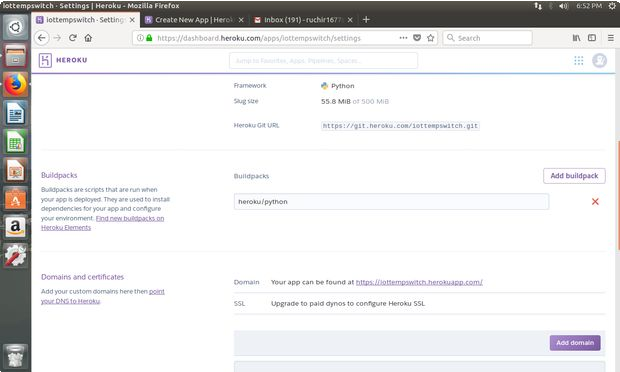 iottempswitch · Settings | Heroku - Mozilla Firefox
6:52 PM
iottempswitch · Settings
Create New App | Heroku
Inbox (191) - ruchir1677
https://dashboard.heroku.com/apps/iottempswitch/settings
Search
HEROKU
Jump to Favorites, Apps, Pipelines, Spaces...
Framework
Python
Slug size
55.8 MiB of 500 MiB
Heroku Git URL
https://git.heroku.com/iottempswitch.git
Buildpacks
Buildpacks are scripts that are run when
your app is deployed. They are used to install
dependencies for your app and configure
your environment. Find new buildpacks on
Heroku Elements
Buildpacks
Add buildpack
heroku/python
Domains and certificates
Add your custom domains here then point
your DNS to Heroku.
Domain
Your app can be found at https://iottempswitch.herokuapp.com/
SSL
Upgrade to paid dynos to configure Heroku SSL
Add domain